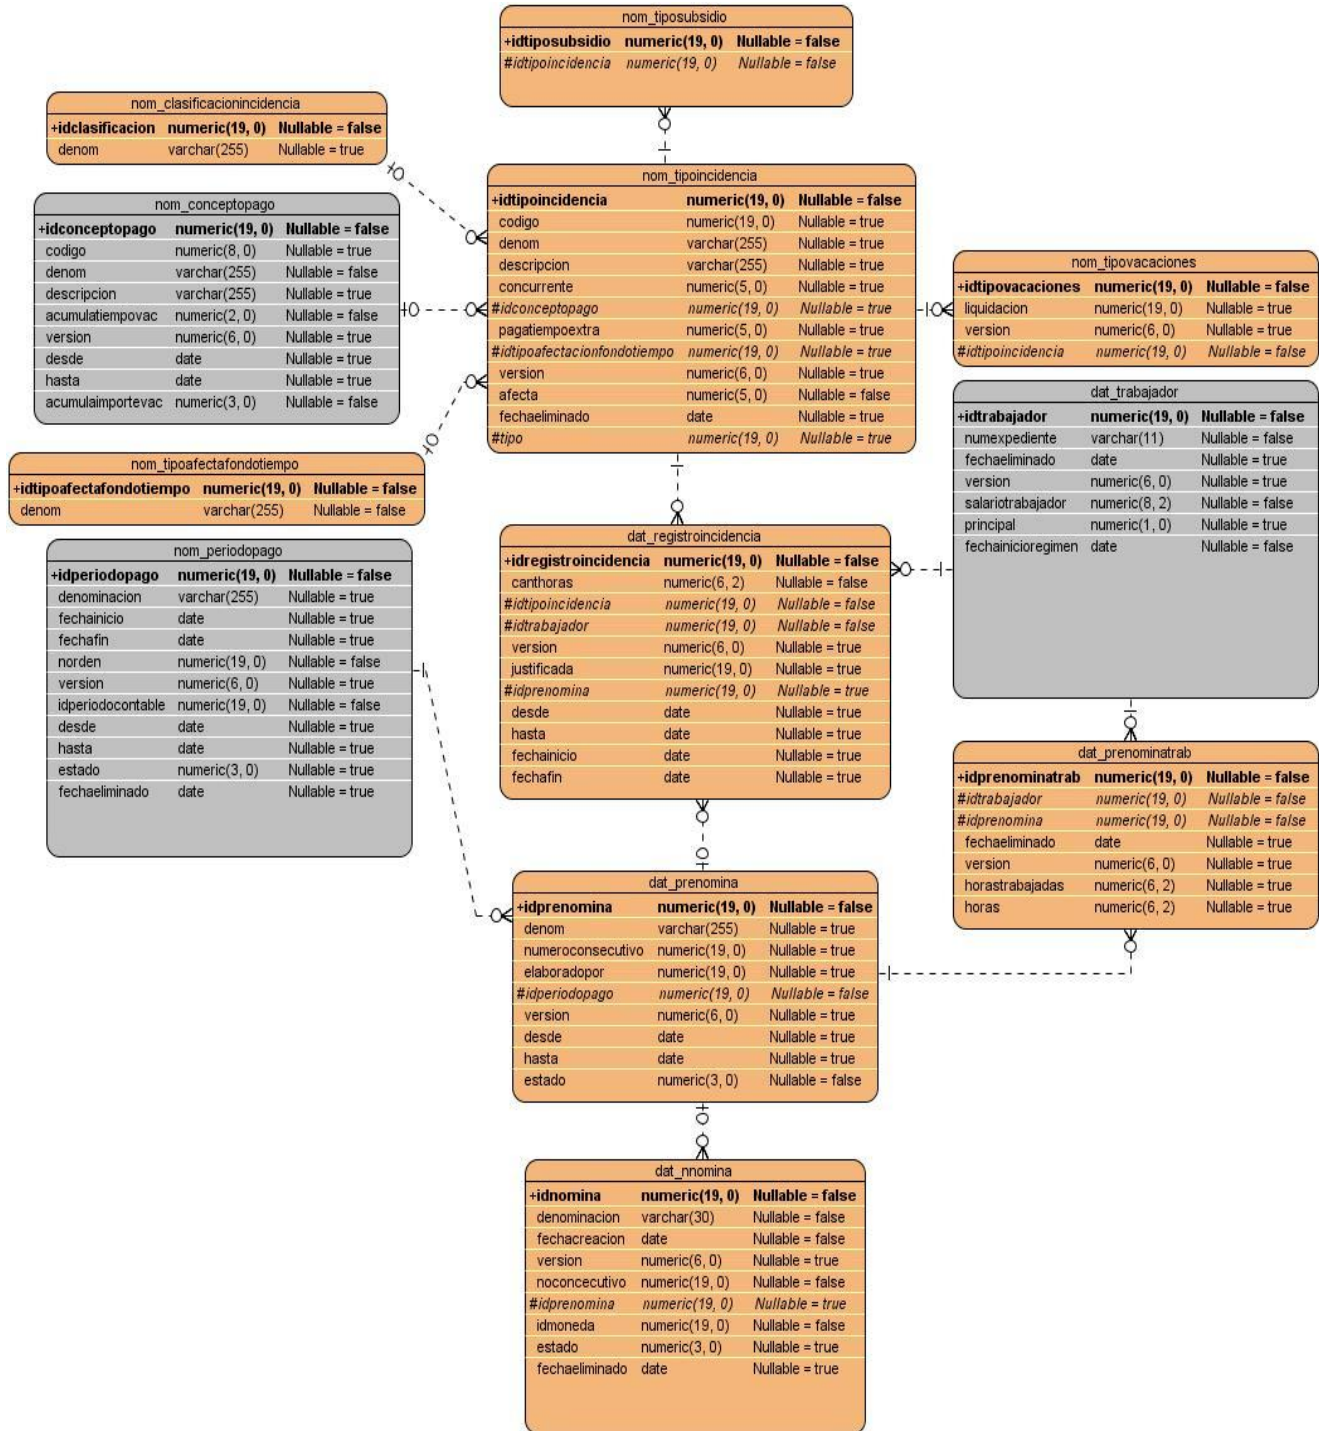 nom_tiposubsidio
+idtiposubsidio numeric(19, 0) Nullable = false
#idtipoincidencia numeric(19, 0) Nullable = false
nom_clasificacionincidencia
+idclasificacion numeric(19, 0) Nullable = false
denom varchar(255) Nullable = true
nom_conceptopago
+idconceptopago numeric(19, 0) Nullable = false
codigo numeric(8, 0) Nullable = true
denom varchar(255) Nullable = false
descripcion varchar(255) Nullable = true
acumulatiempovac numeric(2, 0) Nullable = false
version numeric(6, 0) Nullable = true
desde date Nullable = true
hasta date Nullable = true
acumulaimportevac numeric(3, 0) Nullable = false
nom_tipoincidencia
+idtipoincidencia numeric(19, 0) Nullable = false
codigo numeric(19, 0) Nullable = true
denom varchar(255) Nullable = true
descripcion varchar(255) Nullable = true
concurrente numeric(5, 0) Nullable = true
#idconceptopago numeric(19, 0) Nullable = true
pagatiempoextra numeric(5, 0) Nullable = true
#idtipoafectacionfondotiempo numeric(19, 0) Nullable = true
version numeric(6, 0) Nullable = true
afecta numeric(5, 0) Nullable = false
fechaeliminado date Nullable = true
#tipo numeric(19, 0) Nullable = true
nom_tipovacaciones
+idtipovacaciones numeric(19, 0) Nullable = false
liquidacion numeric(19, 0) Nullable = true
version numeric(6, 0) Nullable = true
#idtipoincidencia numeric(19, 0) Nullable = false
dat_trabajador
+idtrabajador numeric(19, 0) Nullable = false
numexpediente varchar(11) Nullable = false
fechaeliminado date Nullable = true
version numeric(6, 0) Nullable = true
salariotrabajador numeric(8, 2) Nullable = false
principal numeric(1, 0) Nullable = true
fechainicioregimen date Nullable = false
nom_tipoafectafondotiempo
+idtipoafectafondotiempo numeric(19, 0) Nullable = false
denom varchar(255) Nullable = false
nom_periodopago
+idperiodopago numeric(19, 0) Nullable = false
denominacion varchar(255) Nullable = true
fechainicio date Nullable = true
fechafin date Nullable = true
norden numeric(19, 0) Nullable = false
version numeric(6, 0) Nullable = true
idperiodocontable numeric(19, 0) Nullable = false
desde date Nullable = true
hasta date Nullable = true
estado numeric(3, 0) Nullable = true
fechaeliminado date Nullable = true
dat_registroincidencia
+idregistroincidencia numeric(19, 0) Nullable = false
canthoras numeric(6, 2) Nullable = false
#idtipoincidencia numeric(19, 0) Nullable = false
#idtrabajador numeric(19, 0) Nullable = false
version numeric(6, 0) Nullable = true
justificada numeric(19, 0) Nullable = true
#idprenomina numeric(19, 0) Nullable = true
desde date Nullable = true
hasta date Nullable = true
fechainicio date Nullable = true
fechafin date Nullable = true
dat_prenominatrab
+idprenominatrab numeric(19, 0) Nullable = false
#idtrabajador numeric(19, 0) Nullable = false
#idprenomina numeric(19, 0) Nullable = false
fechaeliminado date Nullable = true
version numeric(6, 0) Nullable = true
horastrabajadas numeric(6, 2) Nullable = true
horas numeric(6, 2) Nullable = true
dat_prenomina
+idprenomina numeric(19, 0) Nullable = false
denom varchar(255) Nullable = true
numeroconsecutivo numeric(19, 0) Nullable = true
elaboradopor numeric(19, 0) Nullable = true
#idperiodopago numeric(19, 0) Nullable = false
version numeric(6, 0) Nullable = true
desde date Nullable = true
hasta date Nullable = true
estado numeric(3, 0) Nullable = false
dat_nnomina
+idnomina numeric(19, 0) Nullable = false
denominacion varchar(30) Nullable = false
fechacreacion date Nullable = false
version numeric(6, 0) Nullable = true
noconcecutivo numeric(19, 0) Nullable = false
#idprenomina numeric(19, 0) Nullable = true
idmoneda numeric(19, 0) Nullable = false
estado numeric(3, 0) Nullable = true
fechaeliminado date Nullable = true